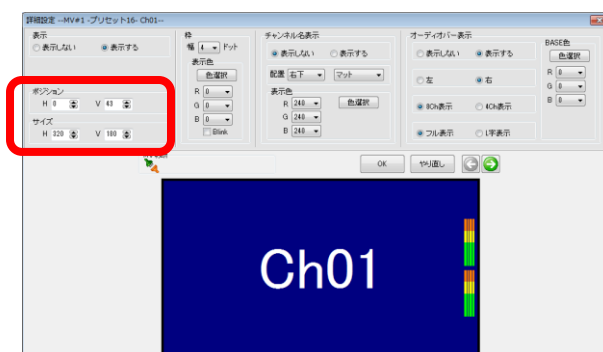 詳細設定 --MV#1 -プリセット16- Ch01--
表示
表示しない 表示する
ポジション
H 0 V 43
サイズ
H 320 V 180
枠
幅 4 ドット
表示色
色選択
R 0
G 0
B 0
Blink
チャンネル名表示
表示しない 表示する
配置 右下 マット
表示色
R 240 色選択
G 240
B 240
オーディオバー表示
表示しない 表示する
左 右
8Ch表示 4Ch表示
フル表示 L字表示
BASE色
色選択
R 0
G 0
B 0
OK やり直し
Ch01